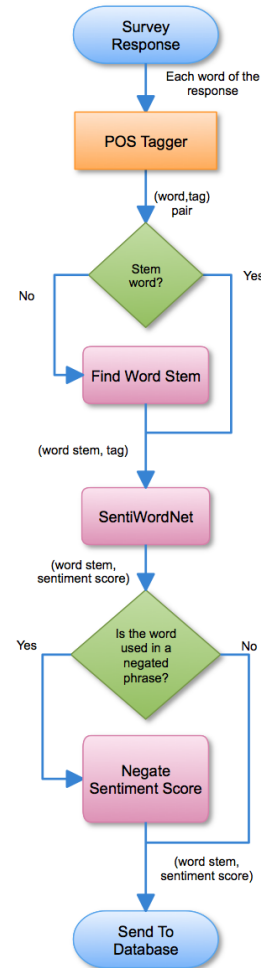 Survey
Response
Each word of the
response
POS Tagger
(word,tag)
pair
Stem
word?
No
Yes
Find Word Stem
(word stem, tag)
SentiWordNet
(word stem,
sentiment score)
Is the word
used in a
negated
phrase?
Yes
No
Negate
Sentiment Score
(word stem,
sentiment score)
Send To
Database